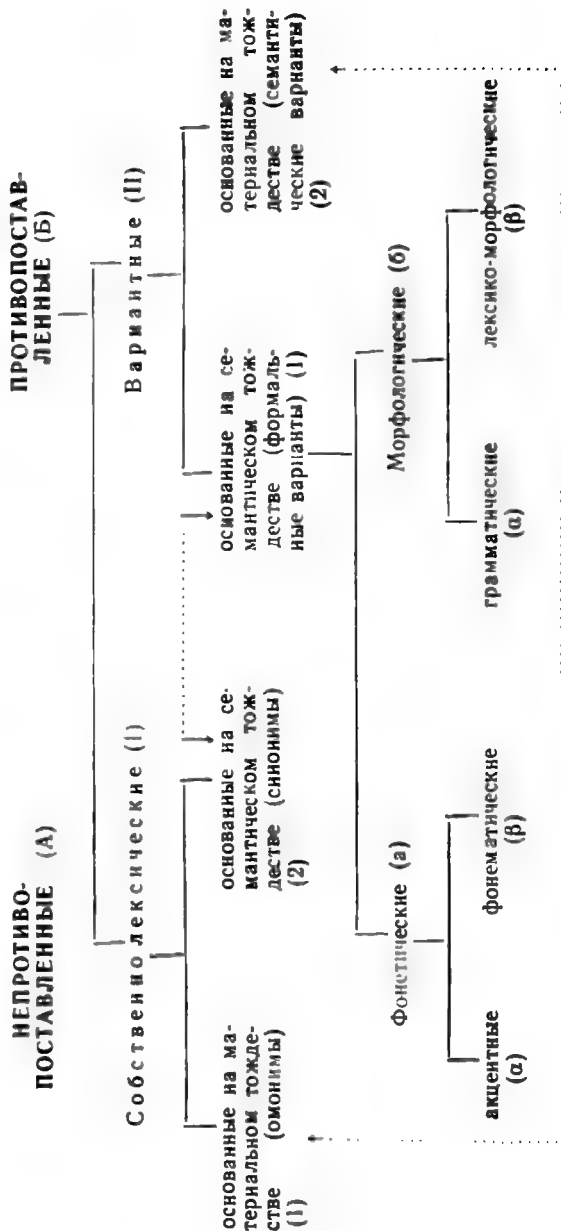 НЕПРОТИВО-
ПОСТАВЛЕННЫЕ (А)
ПРОТИВОПОСТАВ-
ЛЕННЫЕ (Б)
Собственнолексические (I)
Вариантные (II)
основанные на ма-
териальном тожде-
стве (омонимы)
(1)
основанные на се-
мантическом тож-
дестве (синонимы)
(2)
основанные на се-
мантическом тож-
дестве (формаль-
ные варианты) (1)
основанные на ма-
териальном тож-
дестве (семанти-
ческие варианты)
(2)
Фонетические (а)
Морфологические (б)
акцентные
(α)
фонематические
(β)
грамматические
(α)
лексико-морфологические
(β)